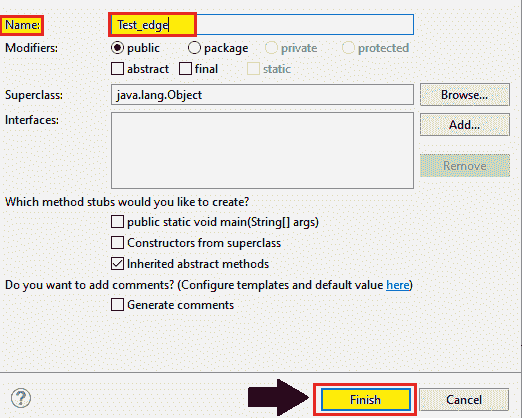 Name: Test_edge
Modifiers: public package private protected
abstract final static
Superclass: java.lang.Object Browse...
Interfaces: Add...
Remove
Which method stubs would you like to create?
public static void main(String[] args)
Constructors from superclass
Inherited abstract methods
Do you want to add comments? (Configure templates and default value here)
Generate comments
? Finish Cancel